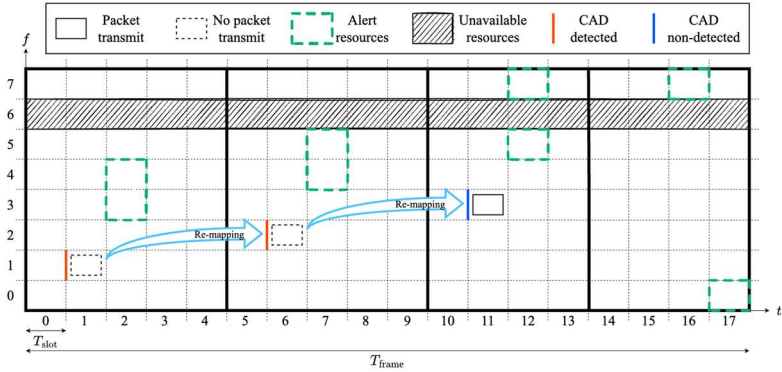 Packet
transmit
No packet
transmit
Alert
resources
Unavailable
resources
CAD
detected
CAD
non-detected
f
7
6
5
4
3
2
1
0
Re-mapping
Re-mapping
0 1 2 3 4 5 6 7 8 9 10 11 12 13 14 15 16 17
t
T_slot
T_frame